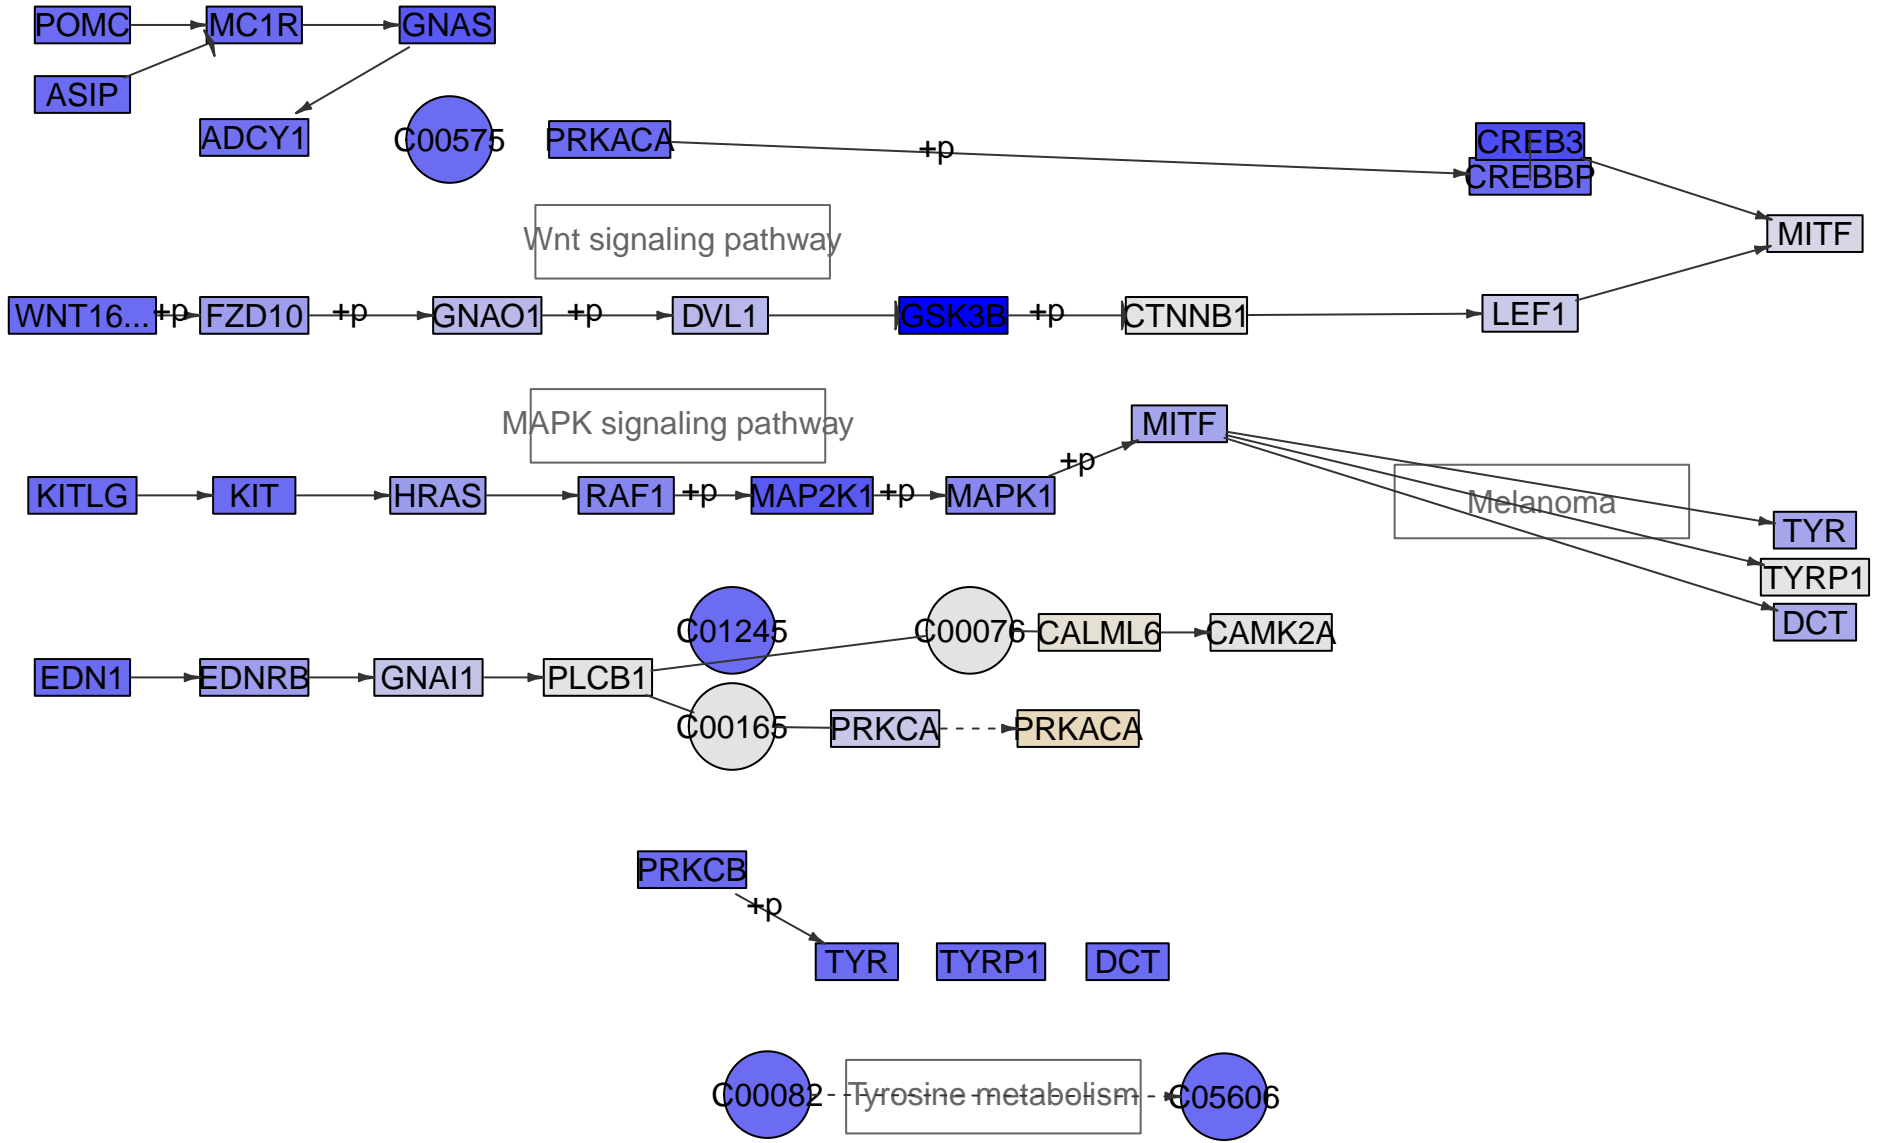 POMC
MC1R
GNAS
ASIP
ADCY1
C00575
PRKACA
+p
CREB3
CREBBP
MITF
Wnt signaling pathway
WNT16...
+p
FZD10
+p
GNAO1
+p
DVL1
GSK3B
+p
CTNNB1
LEF1
MAPK signaling pathway
MITF
+p
KITLG
KIT
HRAS
RAF1
+p
MAP2K1
+p
MAPK1
Melanoma
TYR
TYRP1
DCT
C01245
C00076
CALML6
CAMK2A
EDN1
EDNRB
GNAI1
PLCB1
C00165
PRKCA
PRKACA
PRKCB
+p
TYR
TYRP1
DCT
C00082
Tyrosine metabolism
C05606